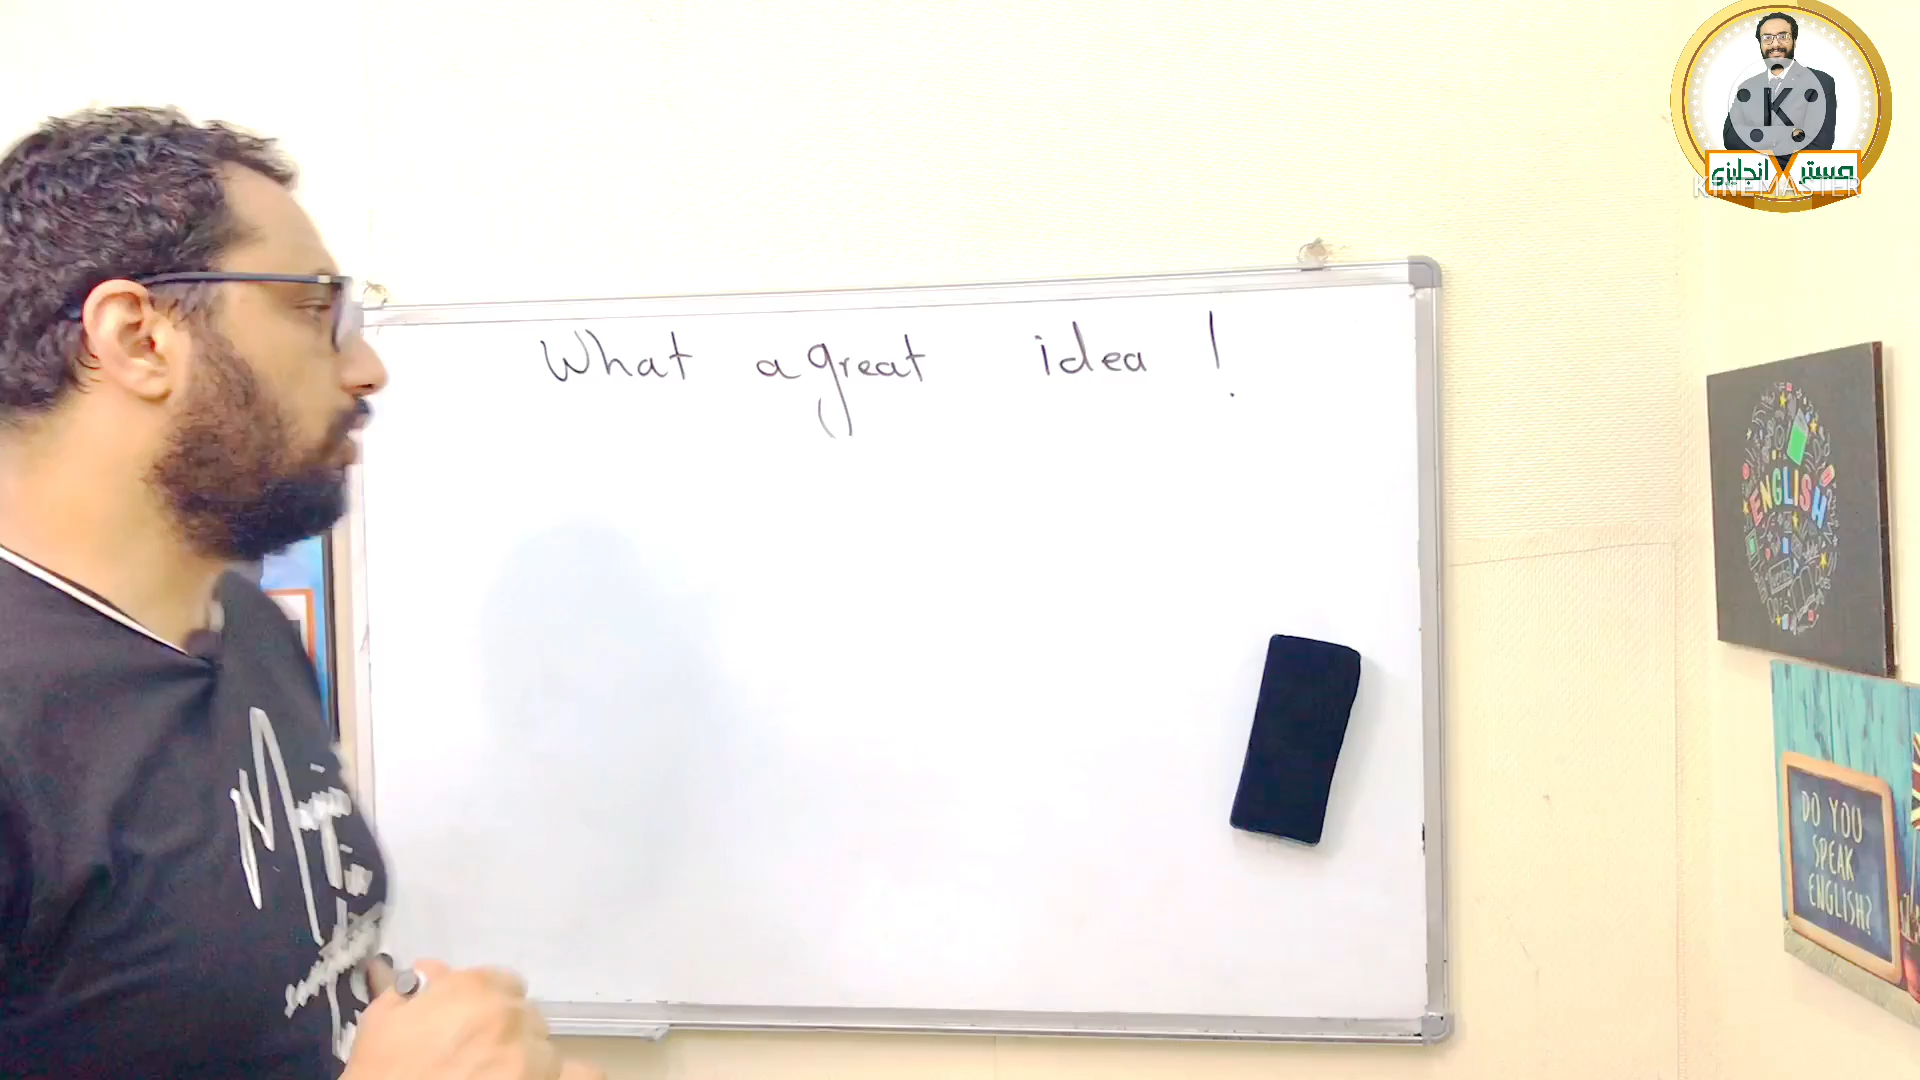 What a great idea !
مستر X انجليزي
K
KINEMASTER
ENGLISH
DO YOU
SPEAK
ENGLISH?